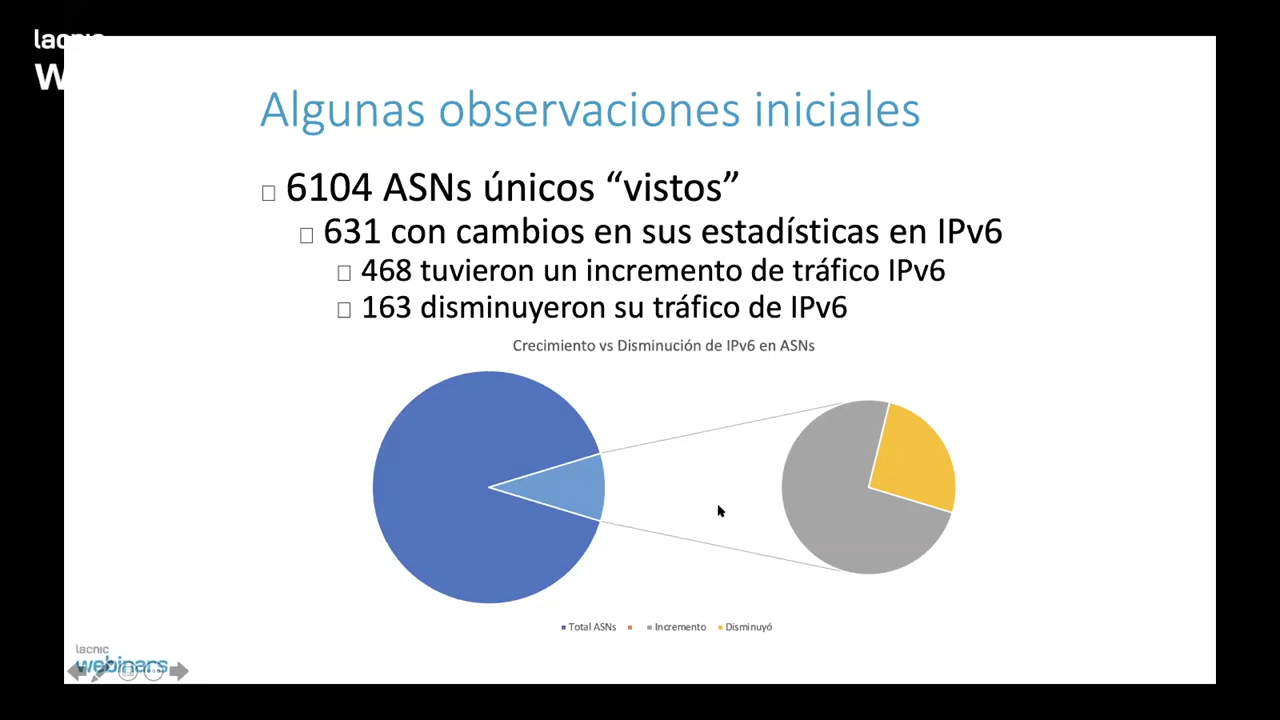 lacnic
W
Algunas observaciones iniciales
6104 ASNs únicos “vistos”
631 con cambios en sus estadísticas en IPv6
468 tuvieron un incremento de tráfico IPv6
163 disminuyeron su tráfico de IPv6
Crecimiento vs Disminución de IPv6 en ASNs
Total ASNs Incremento Disminuyó
lacnic
webinars